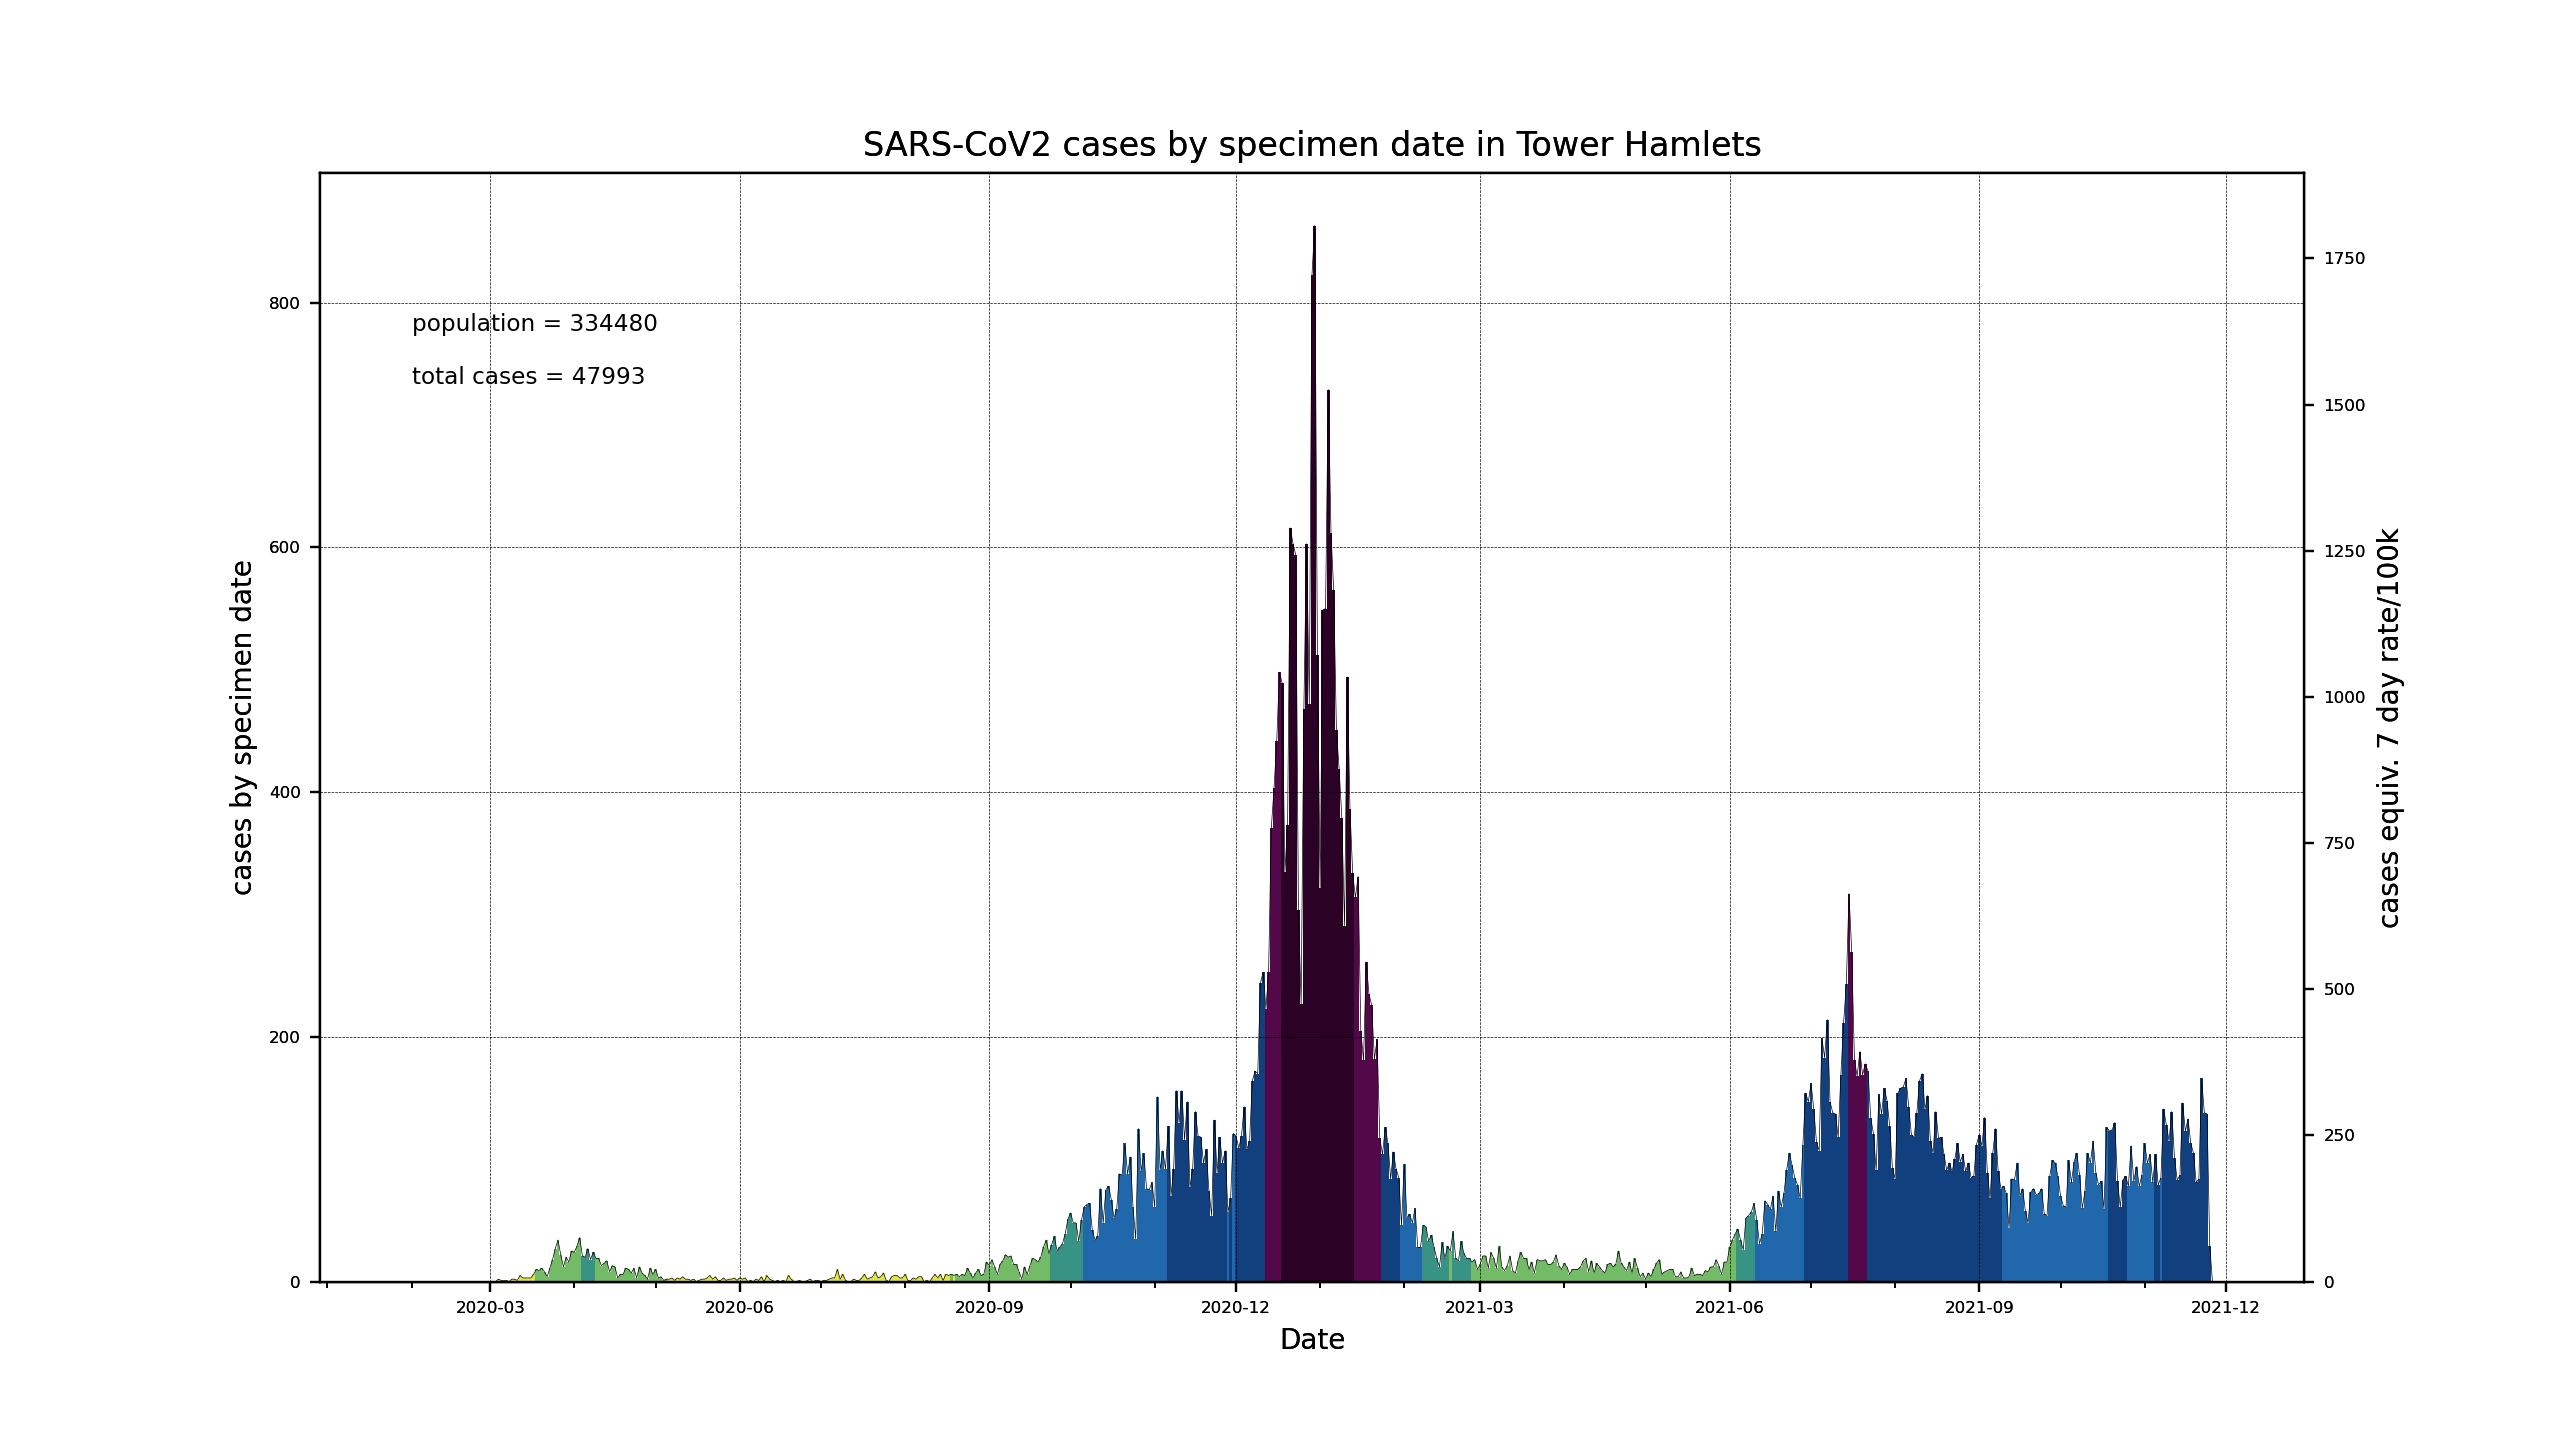 SARS-CoV2 cases by specimen date in Tower Hamlets
population = 334480
total cases = 47993
cases by specimen date
800
600
400
200
0
cases equiv. 7 day rate/100k
1750
1500
1250
1000
750
500
250
0
2020-03 2020-06 2020-09 2020-12 2021-03 2021-06 2021-09 2021-12
Date